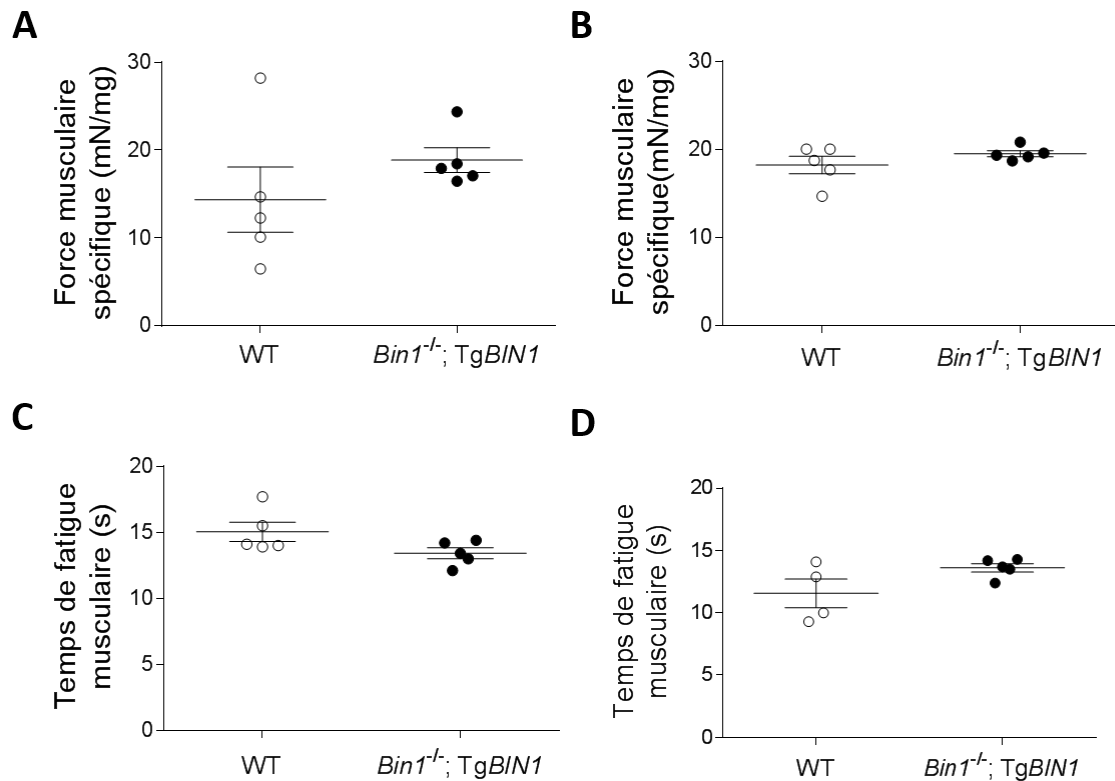 A
Force musculaire
spécifique (mN/mg)
30
20
10
0
WT
Bin1-/-; TgBIN1
B
Force musculaire
spécifique(mN/mg)
30
20
10
0
WT
Bin1-/-; TgBIN1
C
Temps de fatigue
musculaire (s)
20
15
10
5
0
WT
Bin1-/-; TgBIN1
D
Temps de fatigue
musculaire (s)
20
15
10
5
0
WT
Bin1-/-; TgBIN1